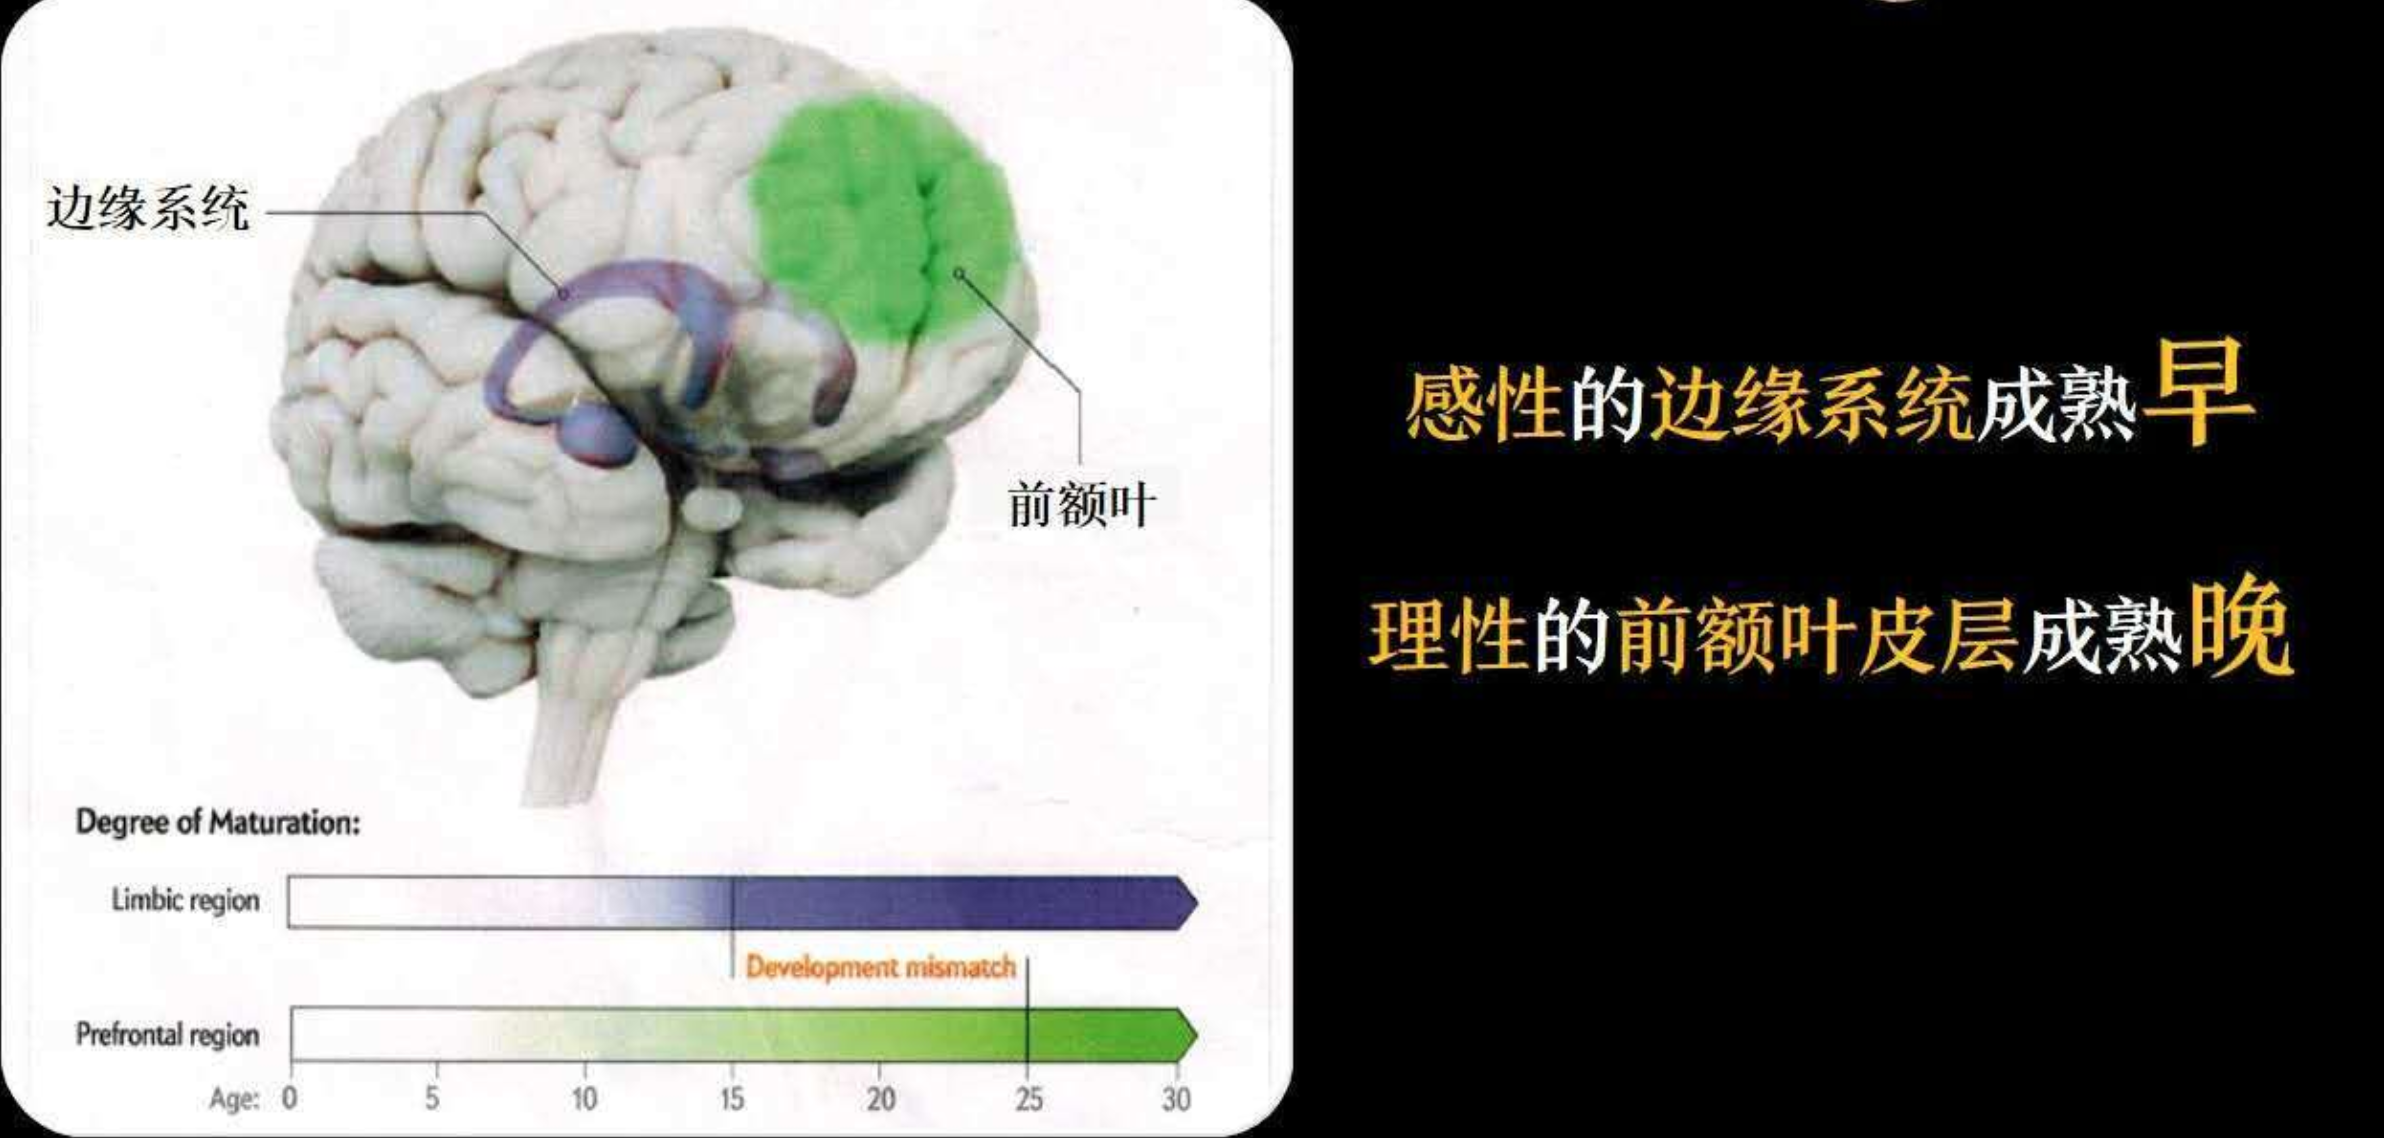 边缘系统
前额叶
Degree of Maturation:
Limbic region
Development mismatch
Prefrontal region
Age: 0 5 10 15 20 25 30
感性的边缘系统成熟早
理性的前额叶皮层成熟晚